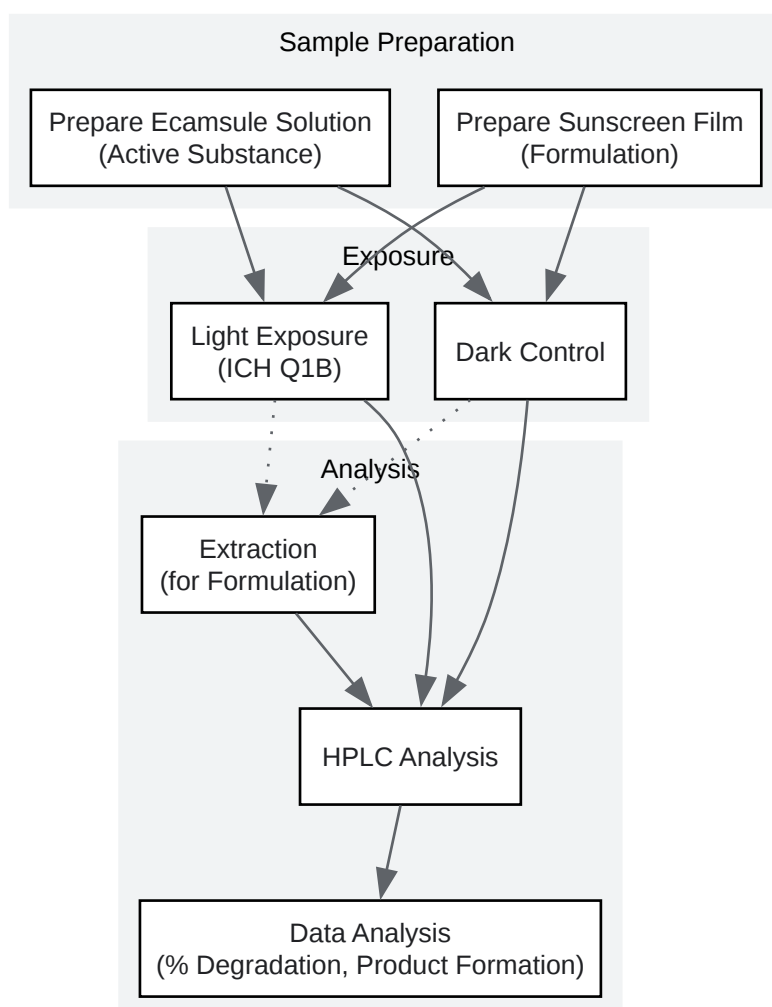 Sample Preparation
Prepare Ecamsule Solution
(Active Substance)
Prepare Sunscreen Film
(Formulation)
Exposure
Light Exposure
(ICH Q1B)
Dark Control
Analysis
Extraction
(for Formulation)
HPLC Analysis
Data Analysis
(% Degradation, Product Formation)